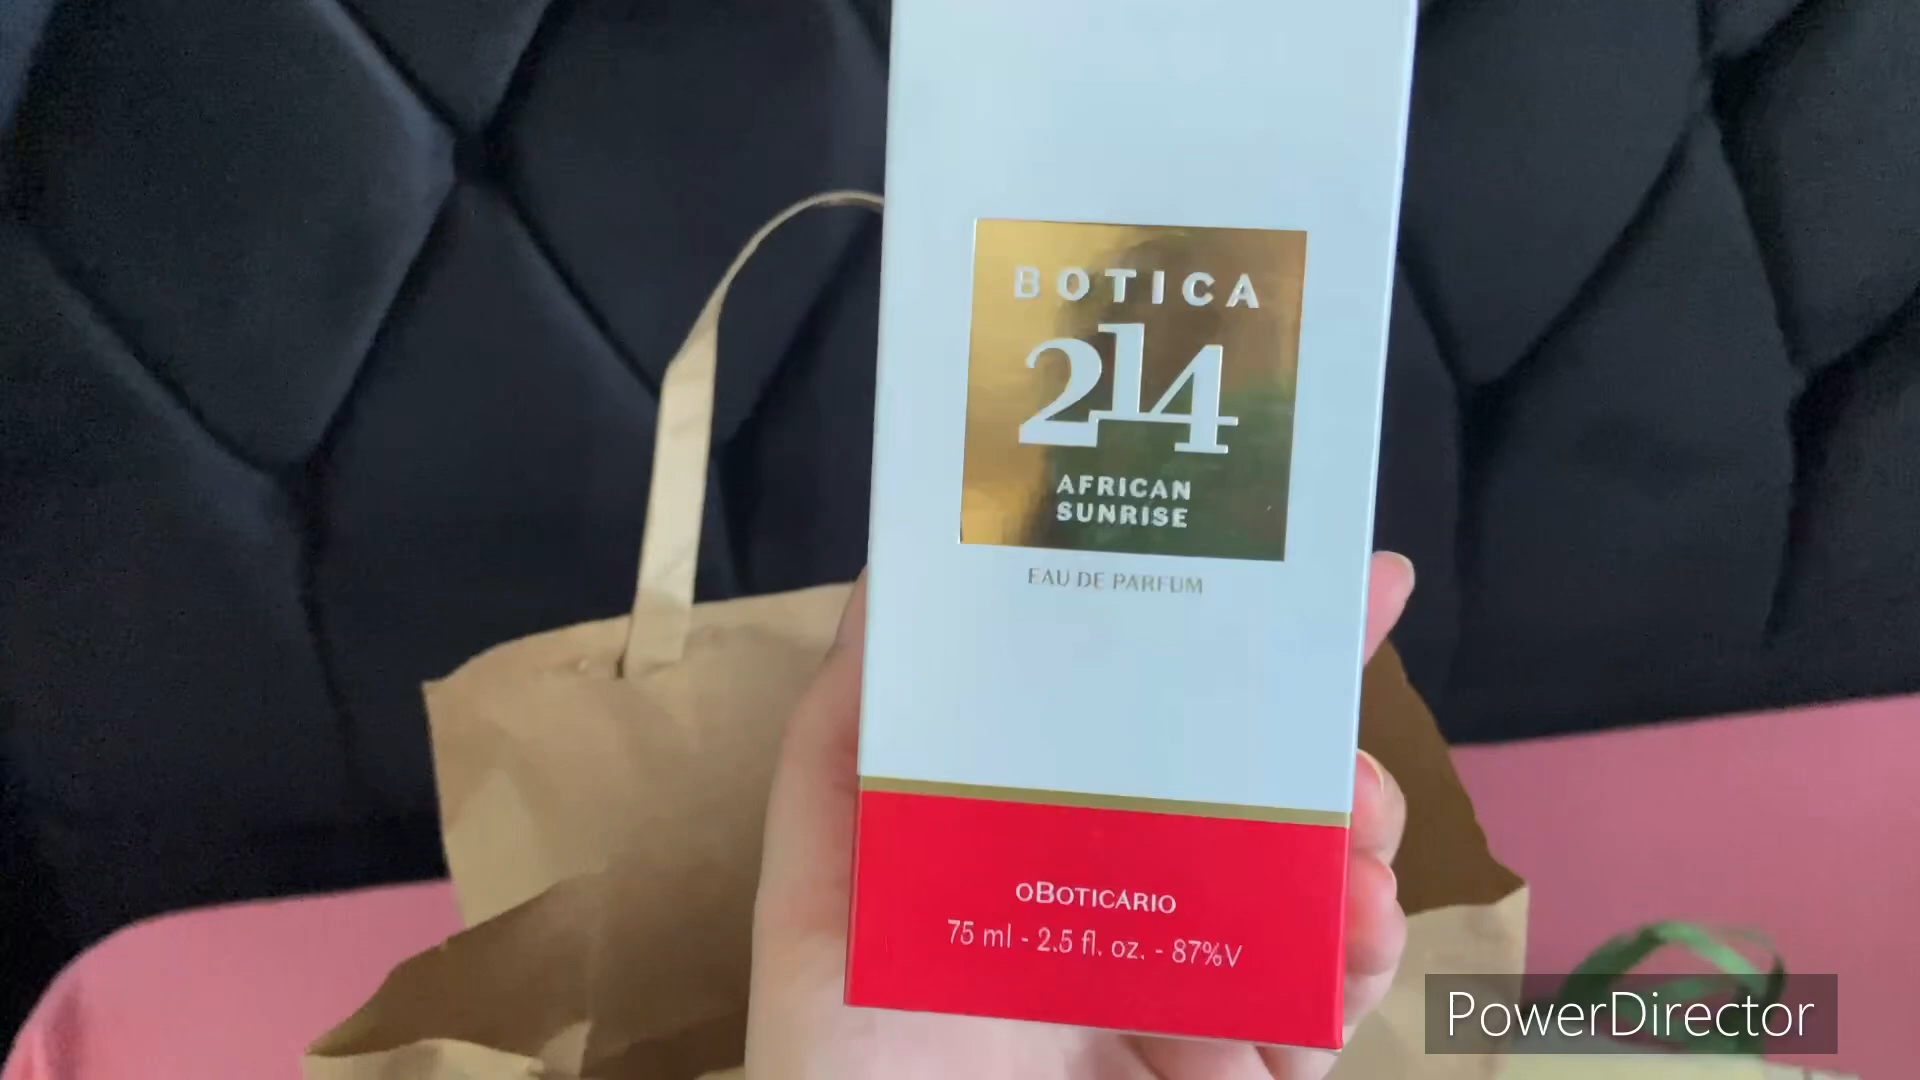 BOTICA
214
AFRICAN
SUNRISE
EAU DE PARFUM
oBOTICARIO
75 ml - 2.5 fl. oz. - 87%V
PowerDirector